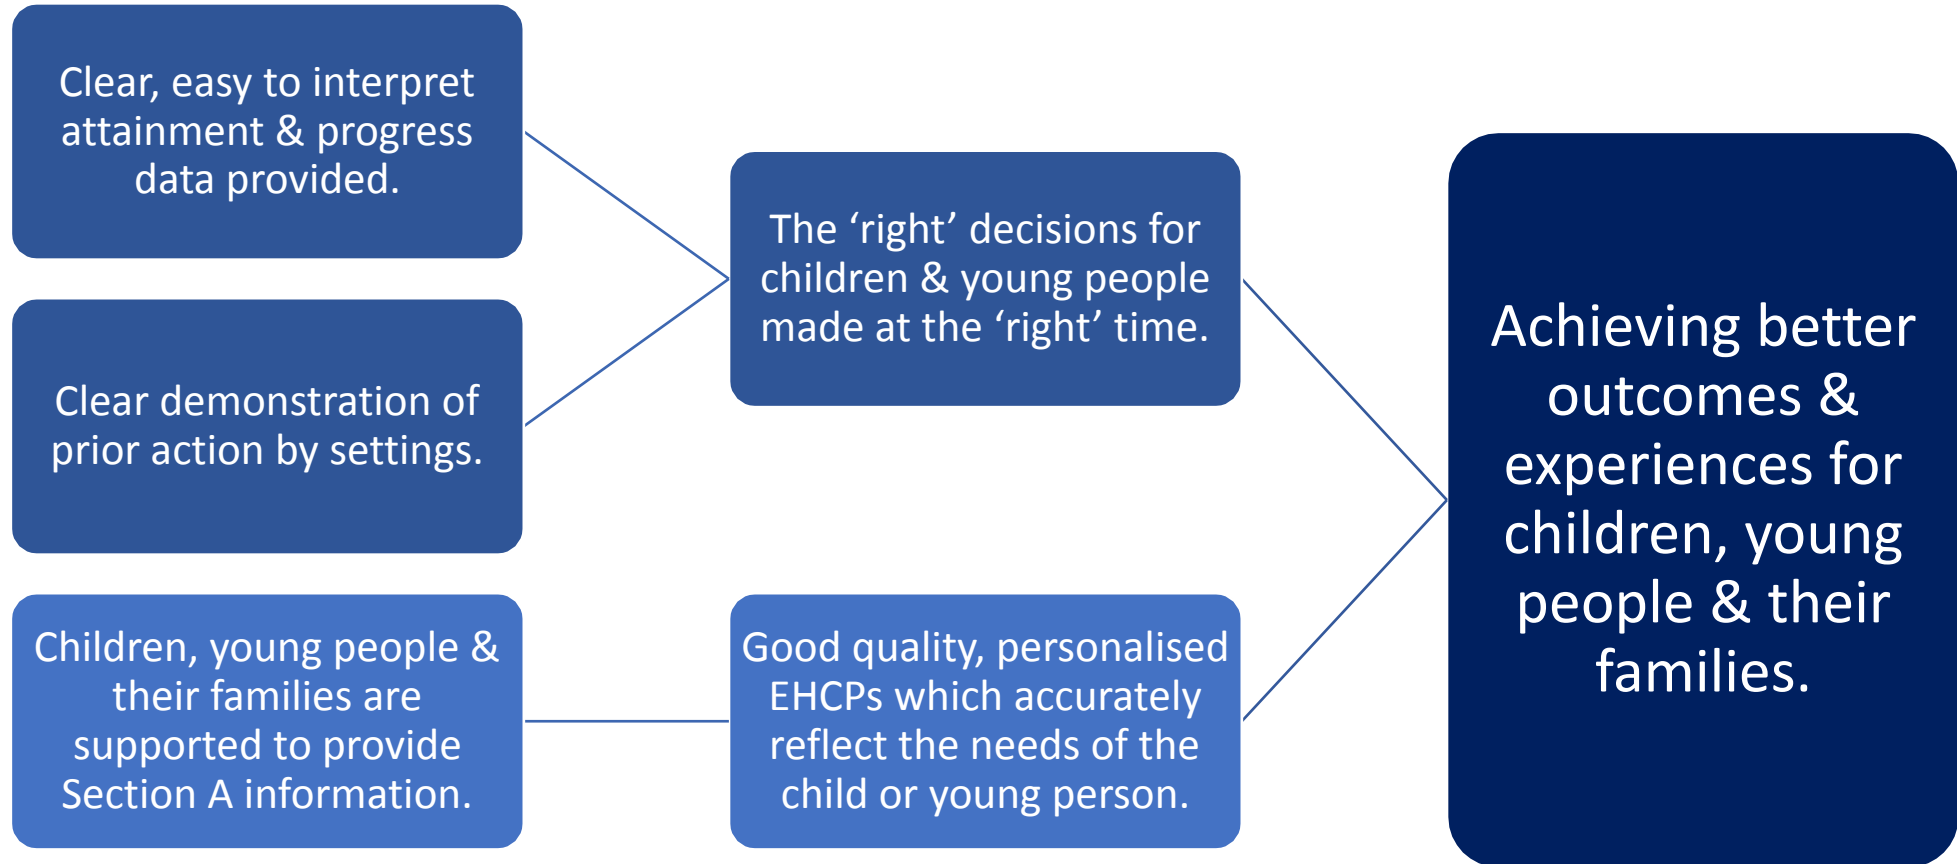 Clear, easy to interpret
attainment & progress
data provided.
Clear demonstration of
prior action by settings.
Children, young people &
their families are
supported to provide
Section A information.
The ‘right’ decisions for
children & young people
made at the ‘right’ time.
Good quality, personalised
EHCPs which accurately
reflect the needs of the
child or young person.
Achieving better
outcomes &
experiences for
children, young
people & their
families.